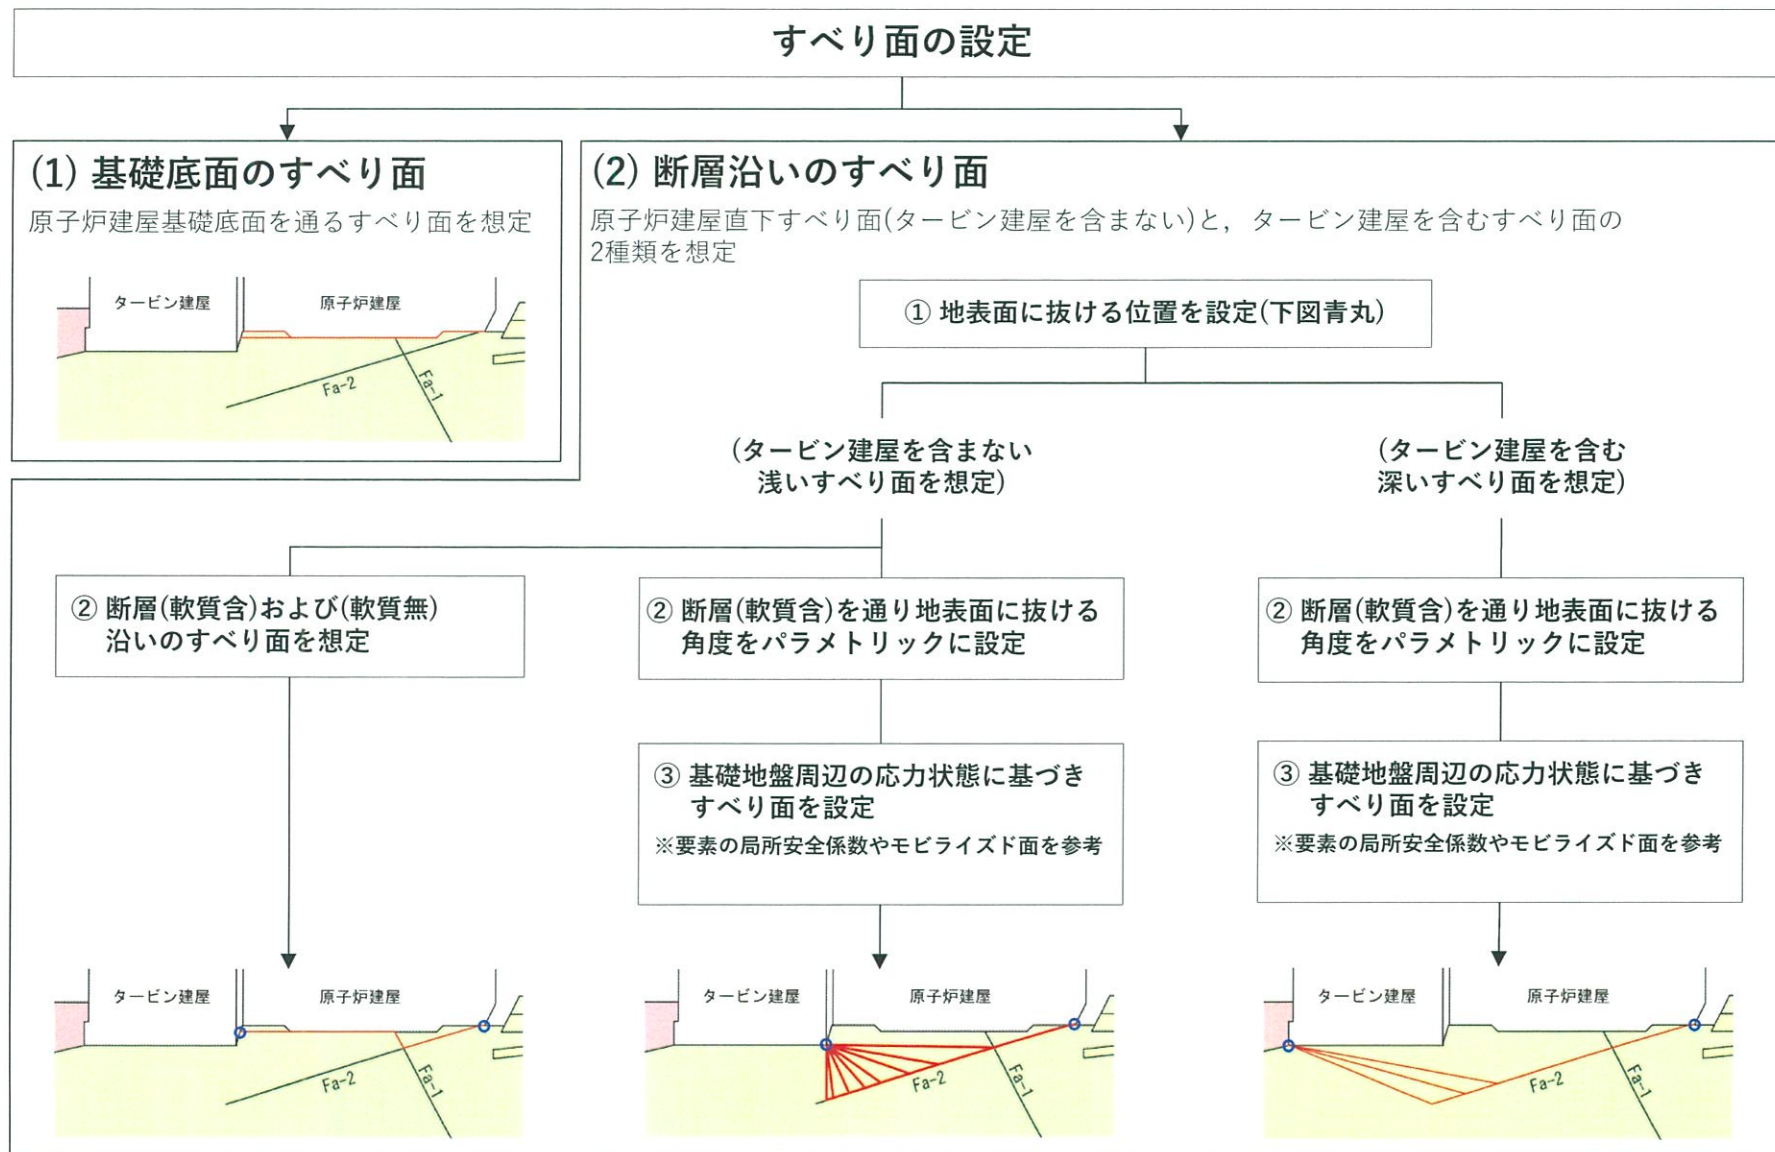 すべり面の設定
(1) 基礎底面のすべり面
原子炉建屋基礎底面を通るすべり面を想定
タービン建屋
原子炉建屋
Fa-2
Fa-1
(2) 断層沿いのすべり面
原子炉建屋直下すべり面(タービン建屋を含まない)と，タービン建屋を含むすべり面の
2種類を想定
① 地表面に抜ける位置を設定(下図青丸)
(タービン建屋を含まない
浅いすべり面を想定)
(タービン建屋を含む
深いすべり面を想定)
② 断層(軟質含)および(軟質無)
沿いのすべり面を想定
② 断層(軟質含)を通り地表面に抜ける
角度をパラメトリックに設定
② 断層(軟質含)を通り地表面に抜ける
角度をパラメトリックに設定
③ 基礎地盤周辺の応力状態に基づき
すべり面を設定
※要素の局所安全係数やモビライズド面を参考
③ 基礎地盤周辺の応力状態に基づき
すべり面を設定
※要素の局所安全係数やモビライズド面を参考
タービン建屋
原子炉建屋
Fa-2
Fa-1
タービン建屋
原子炉建屋
Fa-2
Fa-1
タービン建屋
原子炉建屋
Fa-2
Fa-1